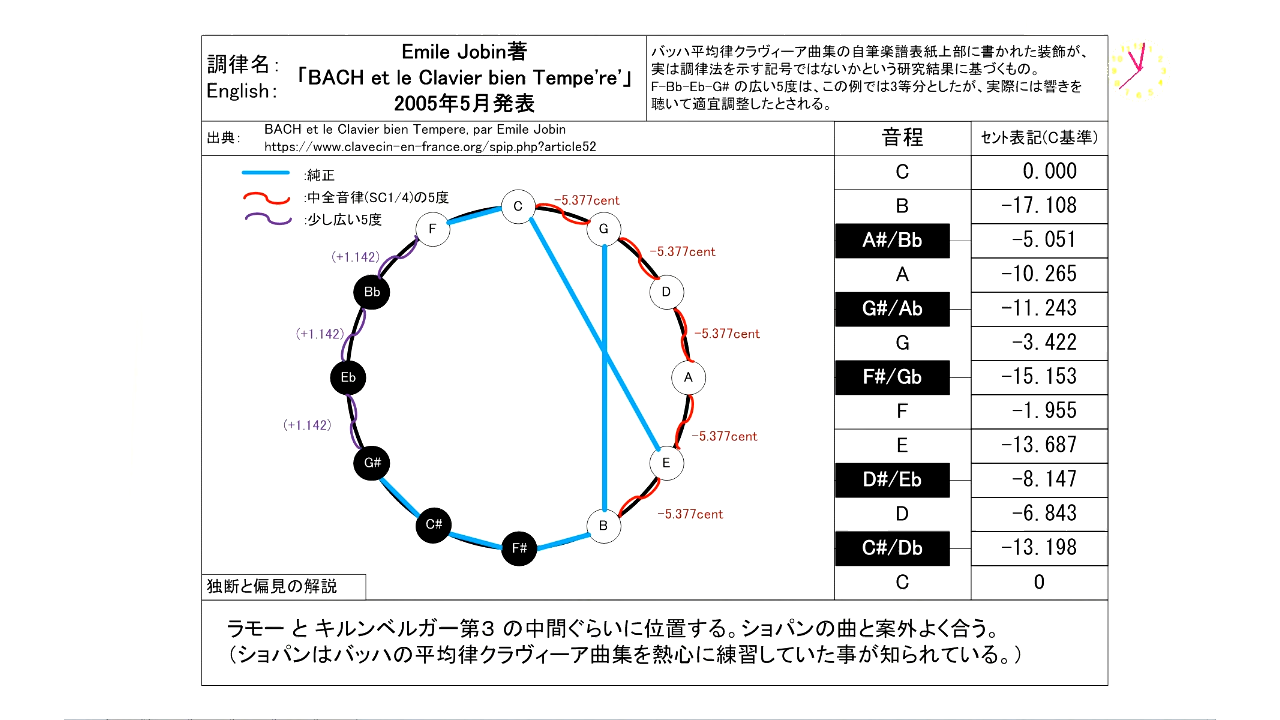 調律名:
English:
Emile Jobin著
「BACH et le Clavier bien Tempe're'」
2005年5月発表
バッハ平均律クラヴィーア曲集の自筆楽譜表紙上部に書かれた装飾が、
実は調律法を示す記号ではないかという研究結果に基づくもの。
F-Bb-Eb-G# の広い5度は、この例では3等分としたが、実際には響きを
聴いて適宜調整したとされる。
出典:
BACH et le Clavier bien Tempere, par Emile Jobin
https://www.clavecin-en-france.org/spip.php?article52
:純正
:中全音律(SC1/4)の5度
:少し広い5度
C
G
D
A
E
B
F#
C#
G#
Eb
Bb
F
-5.377cent
-5.377cent
-5.377cent
-5.377cent
-5.377cent
(+1.142)
(+1.142)
(+1.142)
音程 セント表記(C基準)
C 0.000
B -17.108
A#/Bb -5.051
A -10.265
G#/Ab -11.243
G -3.422
F#/Gb -15.153
F -1.955
E -13.687
D#/Eb -8.147
D -6.843
C#/Db -13.198
C 0
独断と偏見の解説
ラモー と キルンベルガー第3 の中間ぐらいに位置する。ショパンの曲と案外よく合う。
(ショパンはバッハの平均律クラヴィーア曲集を熱心に練習していた事が知られている。)